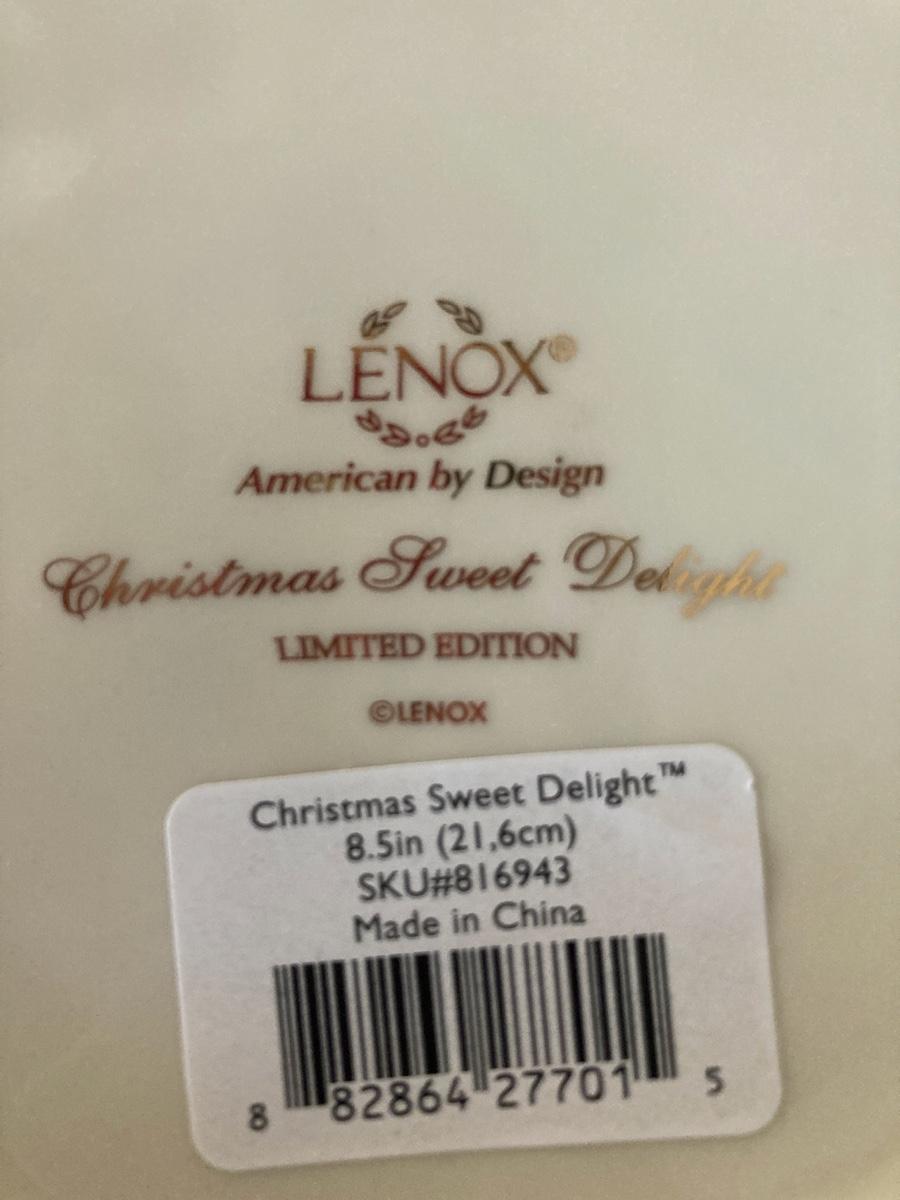 LENOX®
American by Design
Christmas Sweet Delight
LIMITED EDITION
©LENOX
Christmas Sweet Delight™
8.5in (21,6cm)
SKU#816943
Made in China
8 82864 27701 5